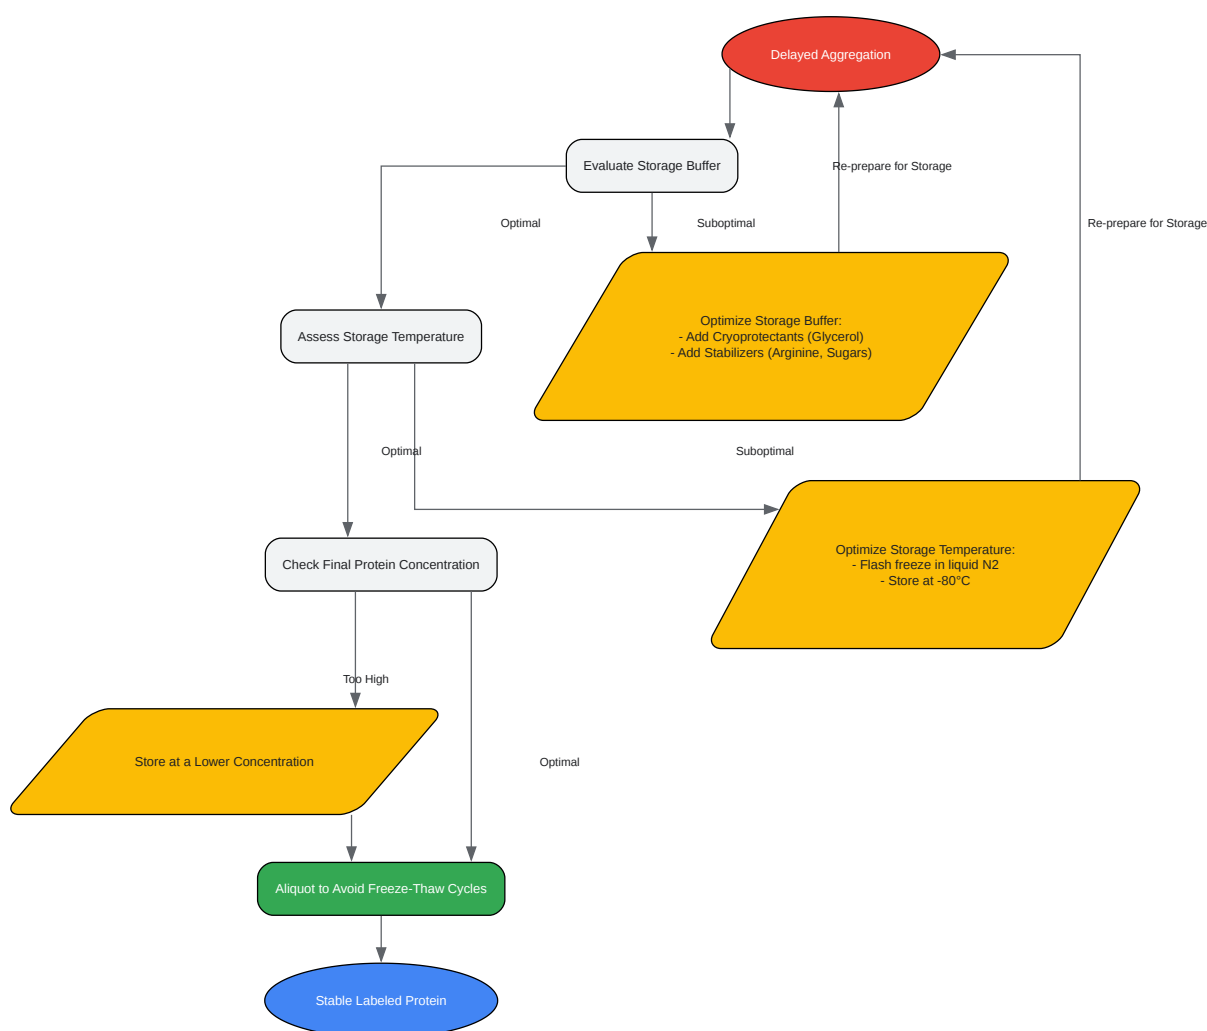 Delayed Aggregation
Evaluate Storage Buffer
Re-prepare for Storage
Optimal
Suboptimal
Re-prepare for Storage
Optimize Storage Buffer:
- Add Cryoprotectants (Glycerol)
- Add Stabilizers (Arginine, Sugars)
Assess Storage Temperature
Optimal
Suboptimal
Optimize Storage Temperature:
- Flash freeze in liquid N2
- Store at -80°C
Check Final Protein Concentration
Too High
Store at a Lower Concentration
Optimal
Aliquot to Avoid Freeze-Thaw Cycles
Stable Labeled Protein